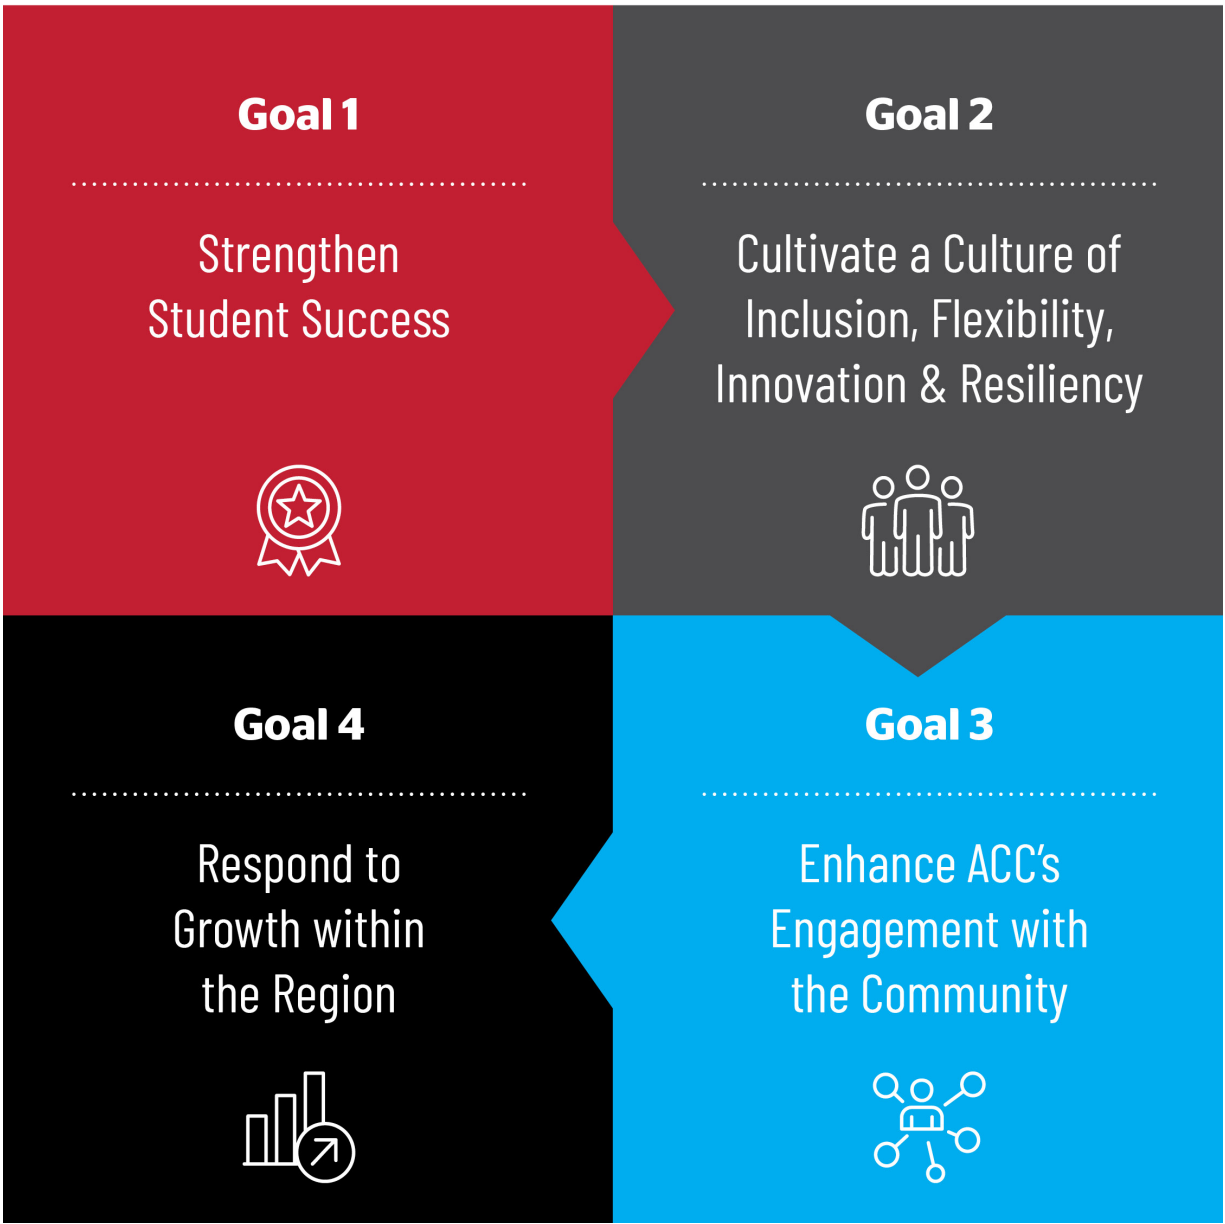 Goal 1
Strengthen
Student Success
Goal 2
Cultivate a Culture of
Inclusion, Flexibility,
Innovation & Resiliency
Goal 3
Enhance ACC’s
Engagement with
the Community
Goal 4
Respond to
Growth within
the Region